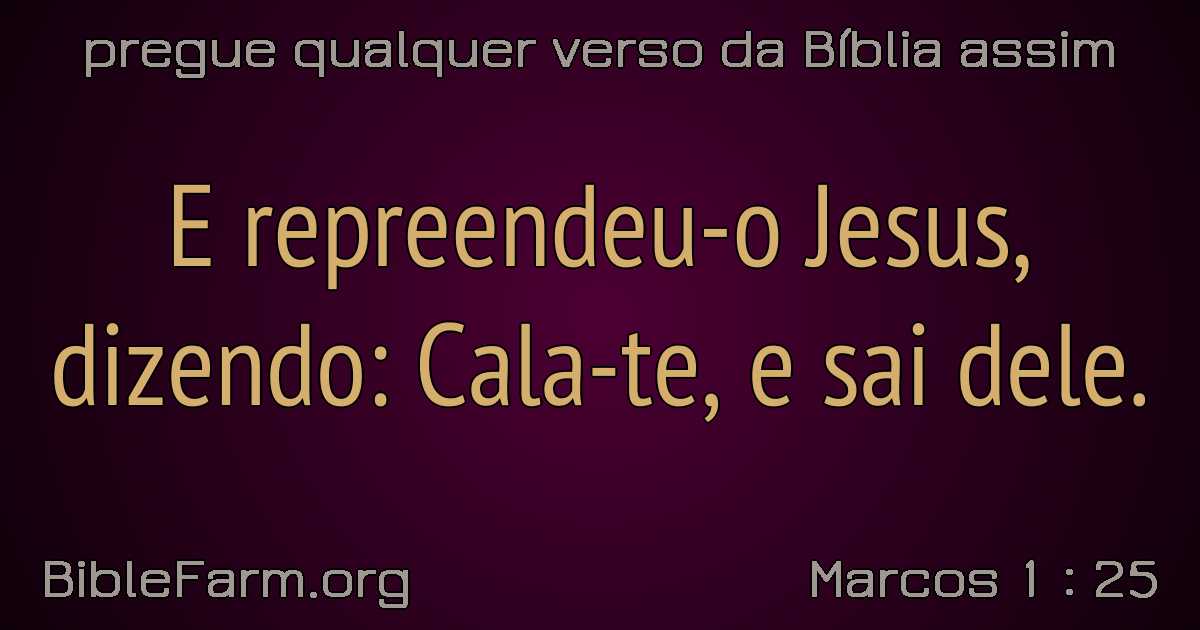 pregue qualquer verso da Bíblia assim
E repreendeu-o Jesus,
dizendo: Cala-te, e sai dele.
BibleFarm.org
Marcos 1 : 25